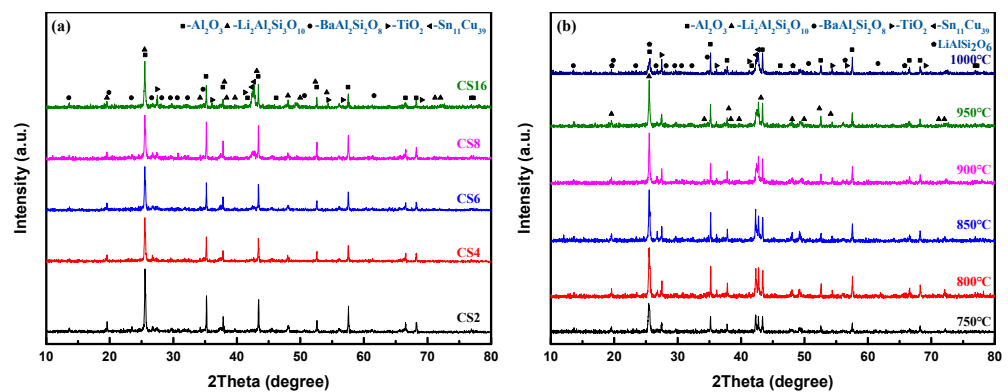 (a) ■-Al₂O₃ ▲-Li₂Al₂Si₃O₁₀ ●-BaAl₂Si₂O₈ ▶-TiO₂ ◀-Sn₁₁Cu₃₉
CS16
CS8
CS6
CS4
CS2
Intensity (a.u.)
10 20 30 40 50 60 70 80
2Theta (degree)
(b) ■-Al₂O₃ ▲-Li₂Al₂Si₃O₁₀ ●-BaAl₂Si₂O₈ ▶-TiO₂ ◀-Sn₁₁Cu₃₉
⬟LiAlSi₂O₆
1000°C
950°C
900°C
850°C
800°C
750°C
Intensity (a.u.)
10 20 30 40 50 60 70 80
2Theta (degree)